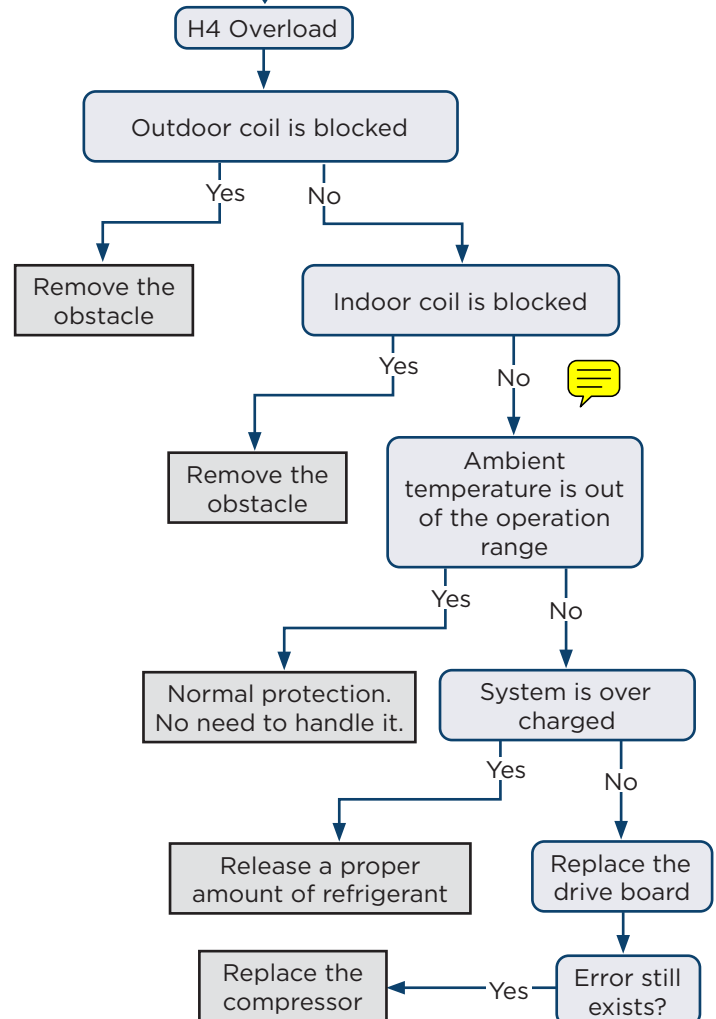 H4 Overload
Outdoor coil is blocked
Yes
No
Remove the
obstacle
Indoor coil is blocked
Yes
No
Remove the
obstacle
Ambient
temperature is out
of the operation
range
Yes
No
Normal protection.
No need to handle it.
System is over
charged
Yes
No
Release a proper
amount of refrigerant
Replace the
drive board
Replace the
compressor
Yes
Error still
exists?